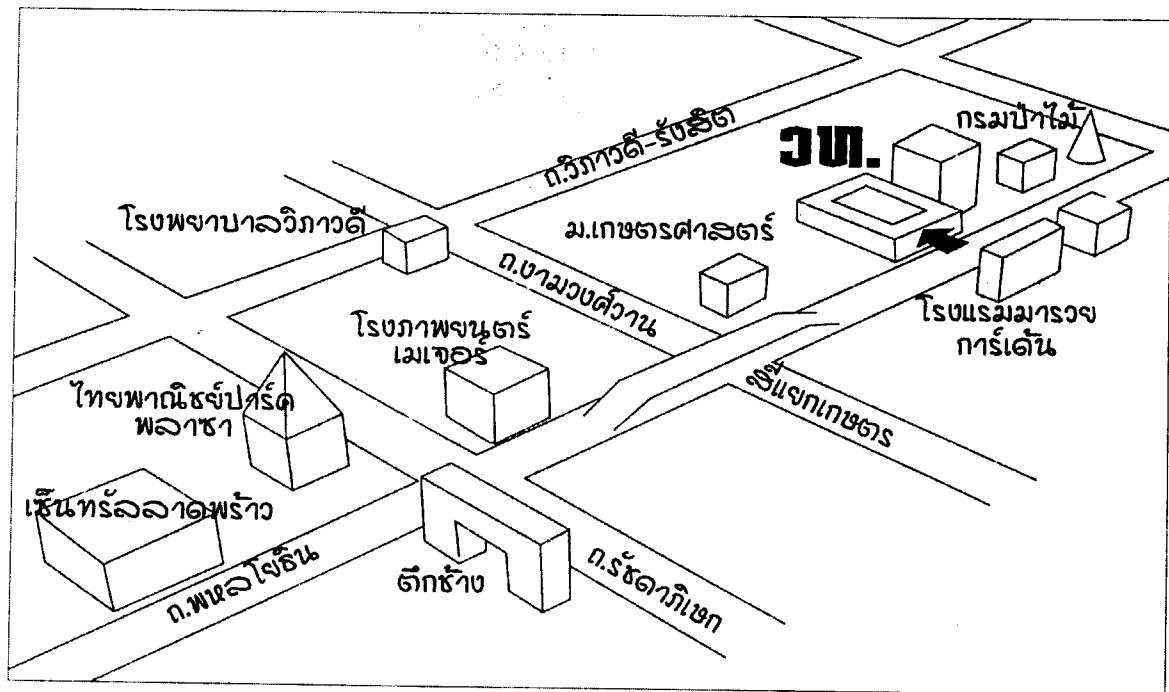 กรมป่าไม้
วท.
ถ.วิภาวดี-รังสิต
โรงพยาบาลวิภาวดี
ม.เกษตรศาสตร์
ถ.งามวงศ์วาน
โรงแรมมารวย
การ์เด้น
โรงภาพยนตร์
เมเจอร์
สี่แยกเกษตร
ไทยพาณิชย์ปาร์ค
พลาซา
เซ็นทรัลลาดพร้าว
ถ.พหลโยธิน
ตึกช้าง
ถ.รัชดาภิเษก